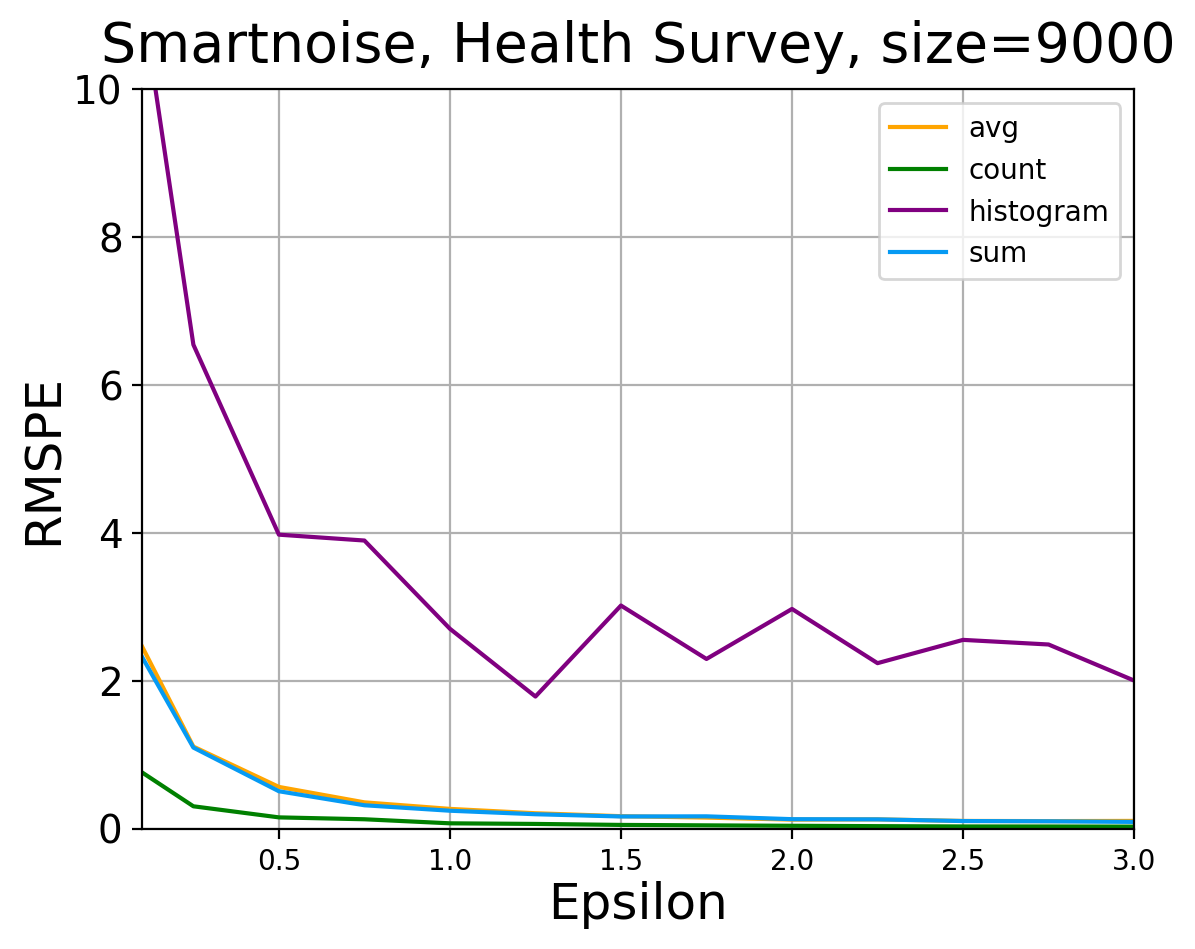 Smartnoise, Health Survey, size=9000
10
8
6
4
2
0
RMSPE
avg
count
histogram
sum
0.5 1.0 1.5 2.0 2.5 3.0
Epsilon